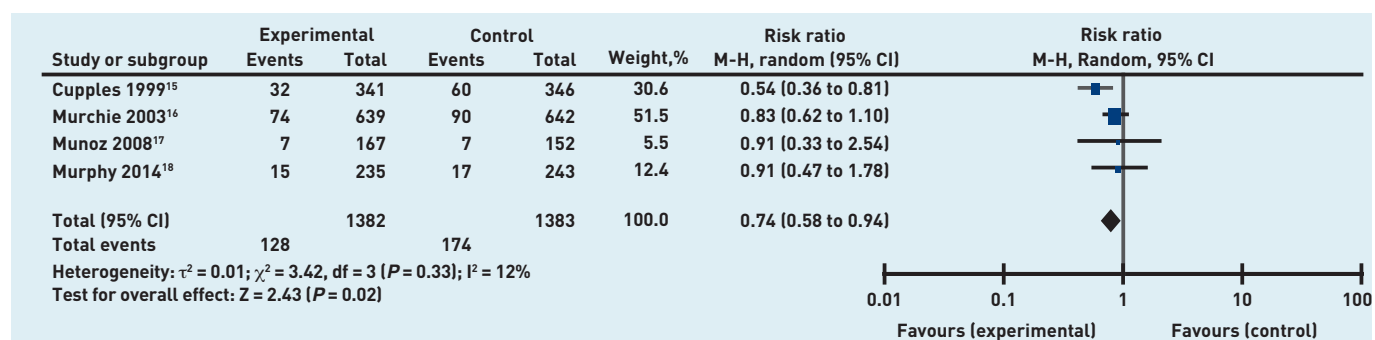 Experimental Control Risk ratio Risk ratio
Study or subgroup Events Total Events Total Weight,% M-H, random (95% CI) M-H, Random, 95% CI
Cupples 1999¹⁵ 32 341 60 346 30.6 0.54 (0.36 to 0.81)
Murchie 2003¹⁶ 74 639 90 642 51.5 0.83 (0.62 to 1.10)
Munoz 2008¹⁷ 7 167 7 152 5.5 0.91 (0.33 to 2.54)
Murphy 2014¹⁸ 15 235 17 243 12.4 0.91 (0.47 to 1.78)
Total (95% CI) 1382 1383 100.0 0.74 (0.58 to 0.94)
Total events 128 174
Heterogeneity: τ² = 0.01; χ² = 3.42, df = 3 (P = 0.33); I² = 12%
Test for overall effect: Z = 2.43 (P = 0.02)
0.01 0.1 1 10 100
Favours (experimental) Favours (control)